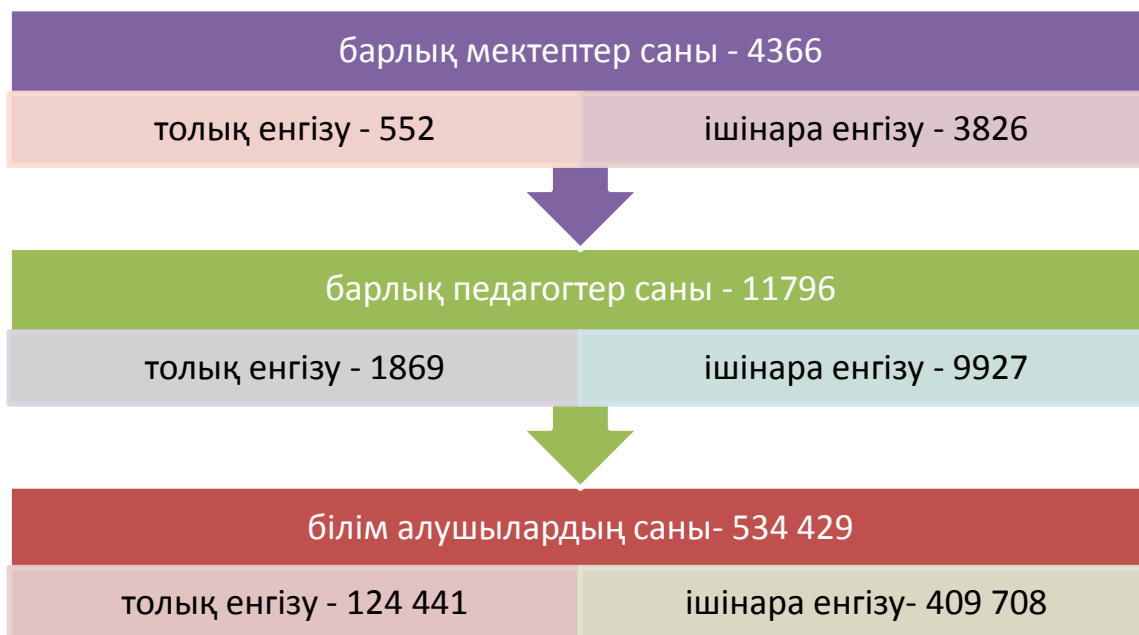 барлық мектептер саны - 4366
толық енгізу - 552
ішінара енгізу - 3826
барлық педагогтер саны - 11796
толық енгізу - 1869
ішінара енгізу - 9927
білім алушылардың саны- 534 429
толық енгізу - 124 441
ішінара енгізу- 409 708